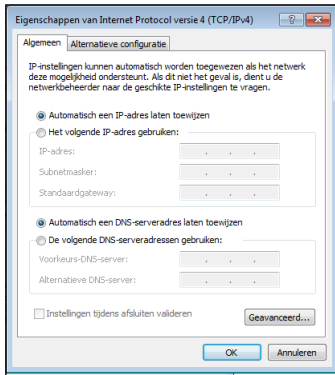 Eigenschappen van Internet Protocol versie 4 (TCP/IPv4)
Algemeen
Alternatieve configuratie
IP-instellingen kunnen automatisch worden toegewezen als het netwerk
deze mogelijkheid ondersteunt. Als dit niet het geval is, dient u de
netwerkbeheerder naar de geschikte IP-instellingen te vragen.
Automatisch een IP-adres laten toewijzen
Het volgende IP-adres gebruiken:
IP-adres:
Subnetmasker:
Standaardgateway:
Automatisch een DNS-serveradres laten toewijzen
De volgende DNS-serveradressen gebruiken:
Voorkeurs-DNS-server:
Alternatieve DNS-server:
Instellingen tijdens afsluiten valideren
Geavanceerd...
OK
Annuleren